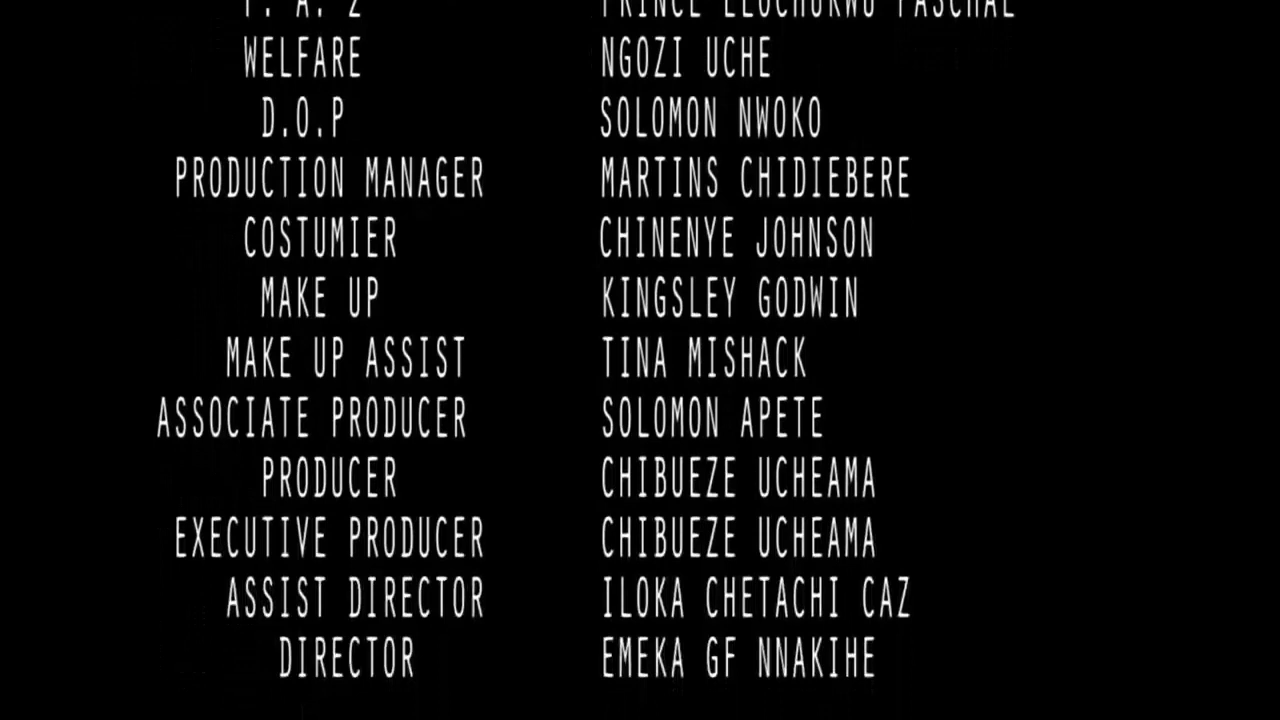 P. A. 2 PRINCE ELOCHUKWU PASCHAL
WELFARE NGOZI UCHE
D.O.P SOLOMON NWOKO
PRODUCTION MANAGER MARTINS CHIDIEBERE
COSTUMIER CHINENYE JOHNSON
MAKE UP KINGSLEY GODWIN
MAKE UP ASSIST TINA MISHACK
ASSOCIATE PRODUCER SOLOMON APETE
PRODUCER CHIBUEZE UCHEAMA
EXECUTIVE PRODUCER CHIBUEZE UCHEAMA
ASSIST DIRECTOR ILOKA CHETACHI CAZ
DIRECTOR EMEKA GF NNAKIHE